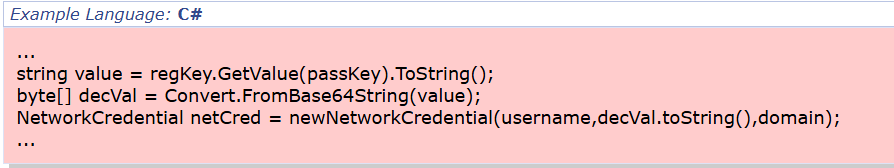 Example Language: C#
...
string value = regKey.GetValue(passKey).ToString();
byte[] decVal = Convert.FromBase64String(value);
NetworkCredential netCred = newNetworkCredential(username,decVal.toString(),domain);
...